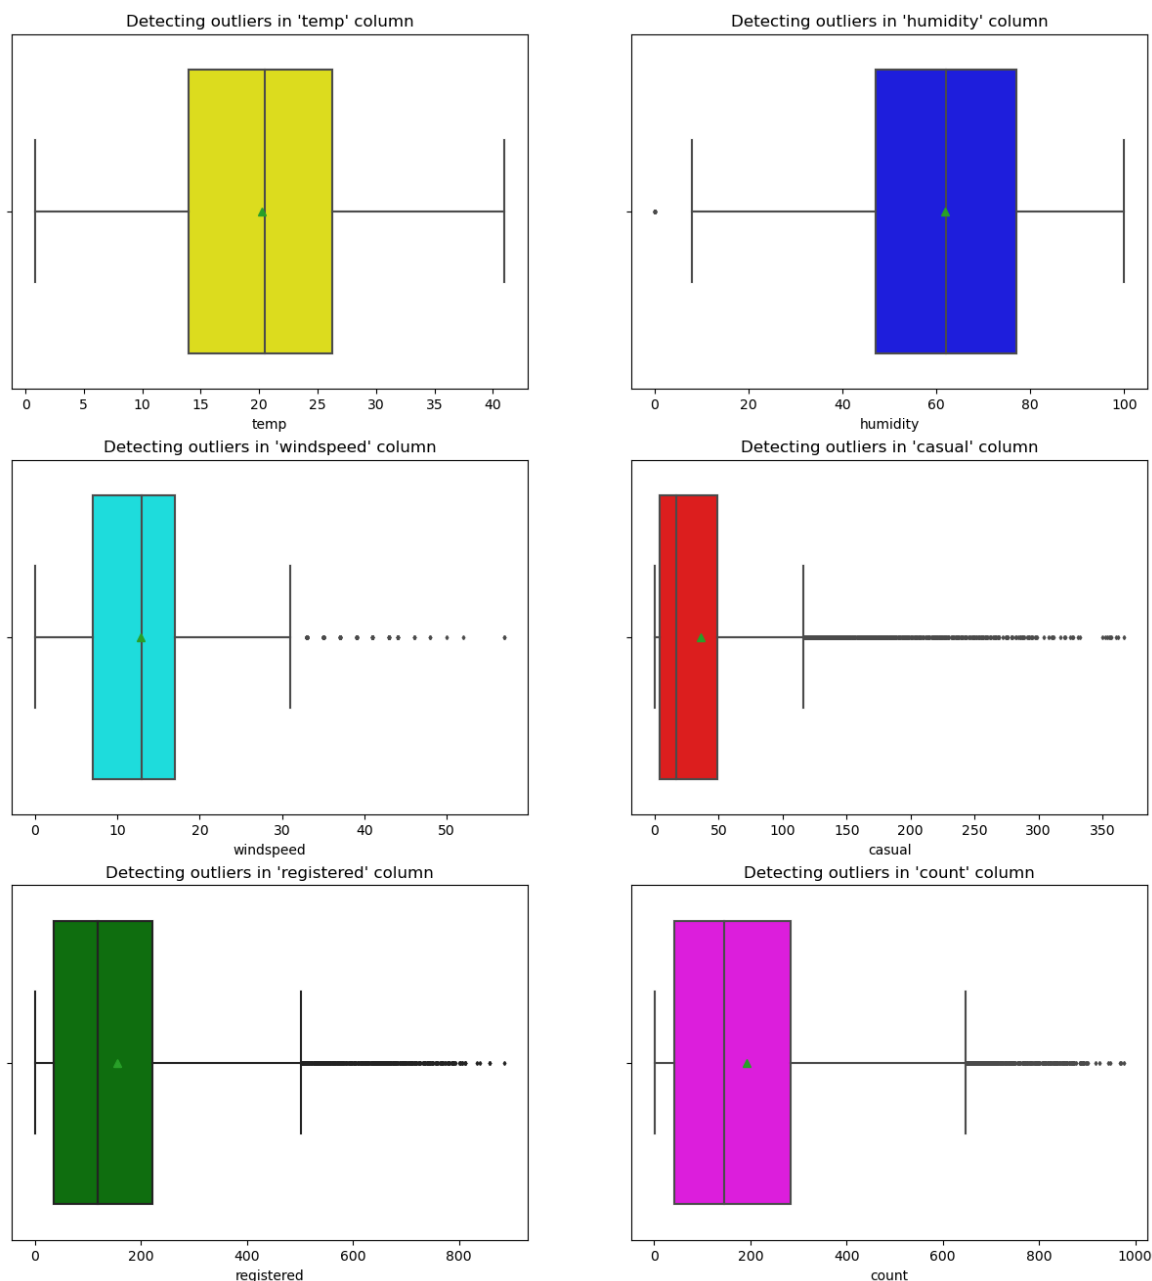 Detecting outliers in 'temp' column
0 5 10 15 20 25 30 35 40
temp
Detecting outliers in 'humidity' column
0 20 40 60 80 100
humidity
Detecting outliers in 'windspeed' column
0 10 20 30 40 50
windspeed
Detecting outliers in 'casual' column
0 50 100 150 200 250 300 350
casual
Detecting outliers in 'registered' column
0 200 400 600 800
registered
Detecting outliers in 'count' column
0 200 400 600 800 1000
count